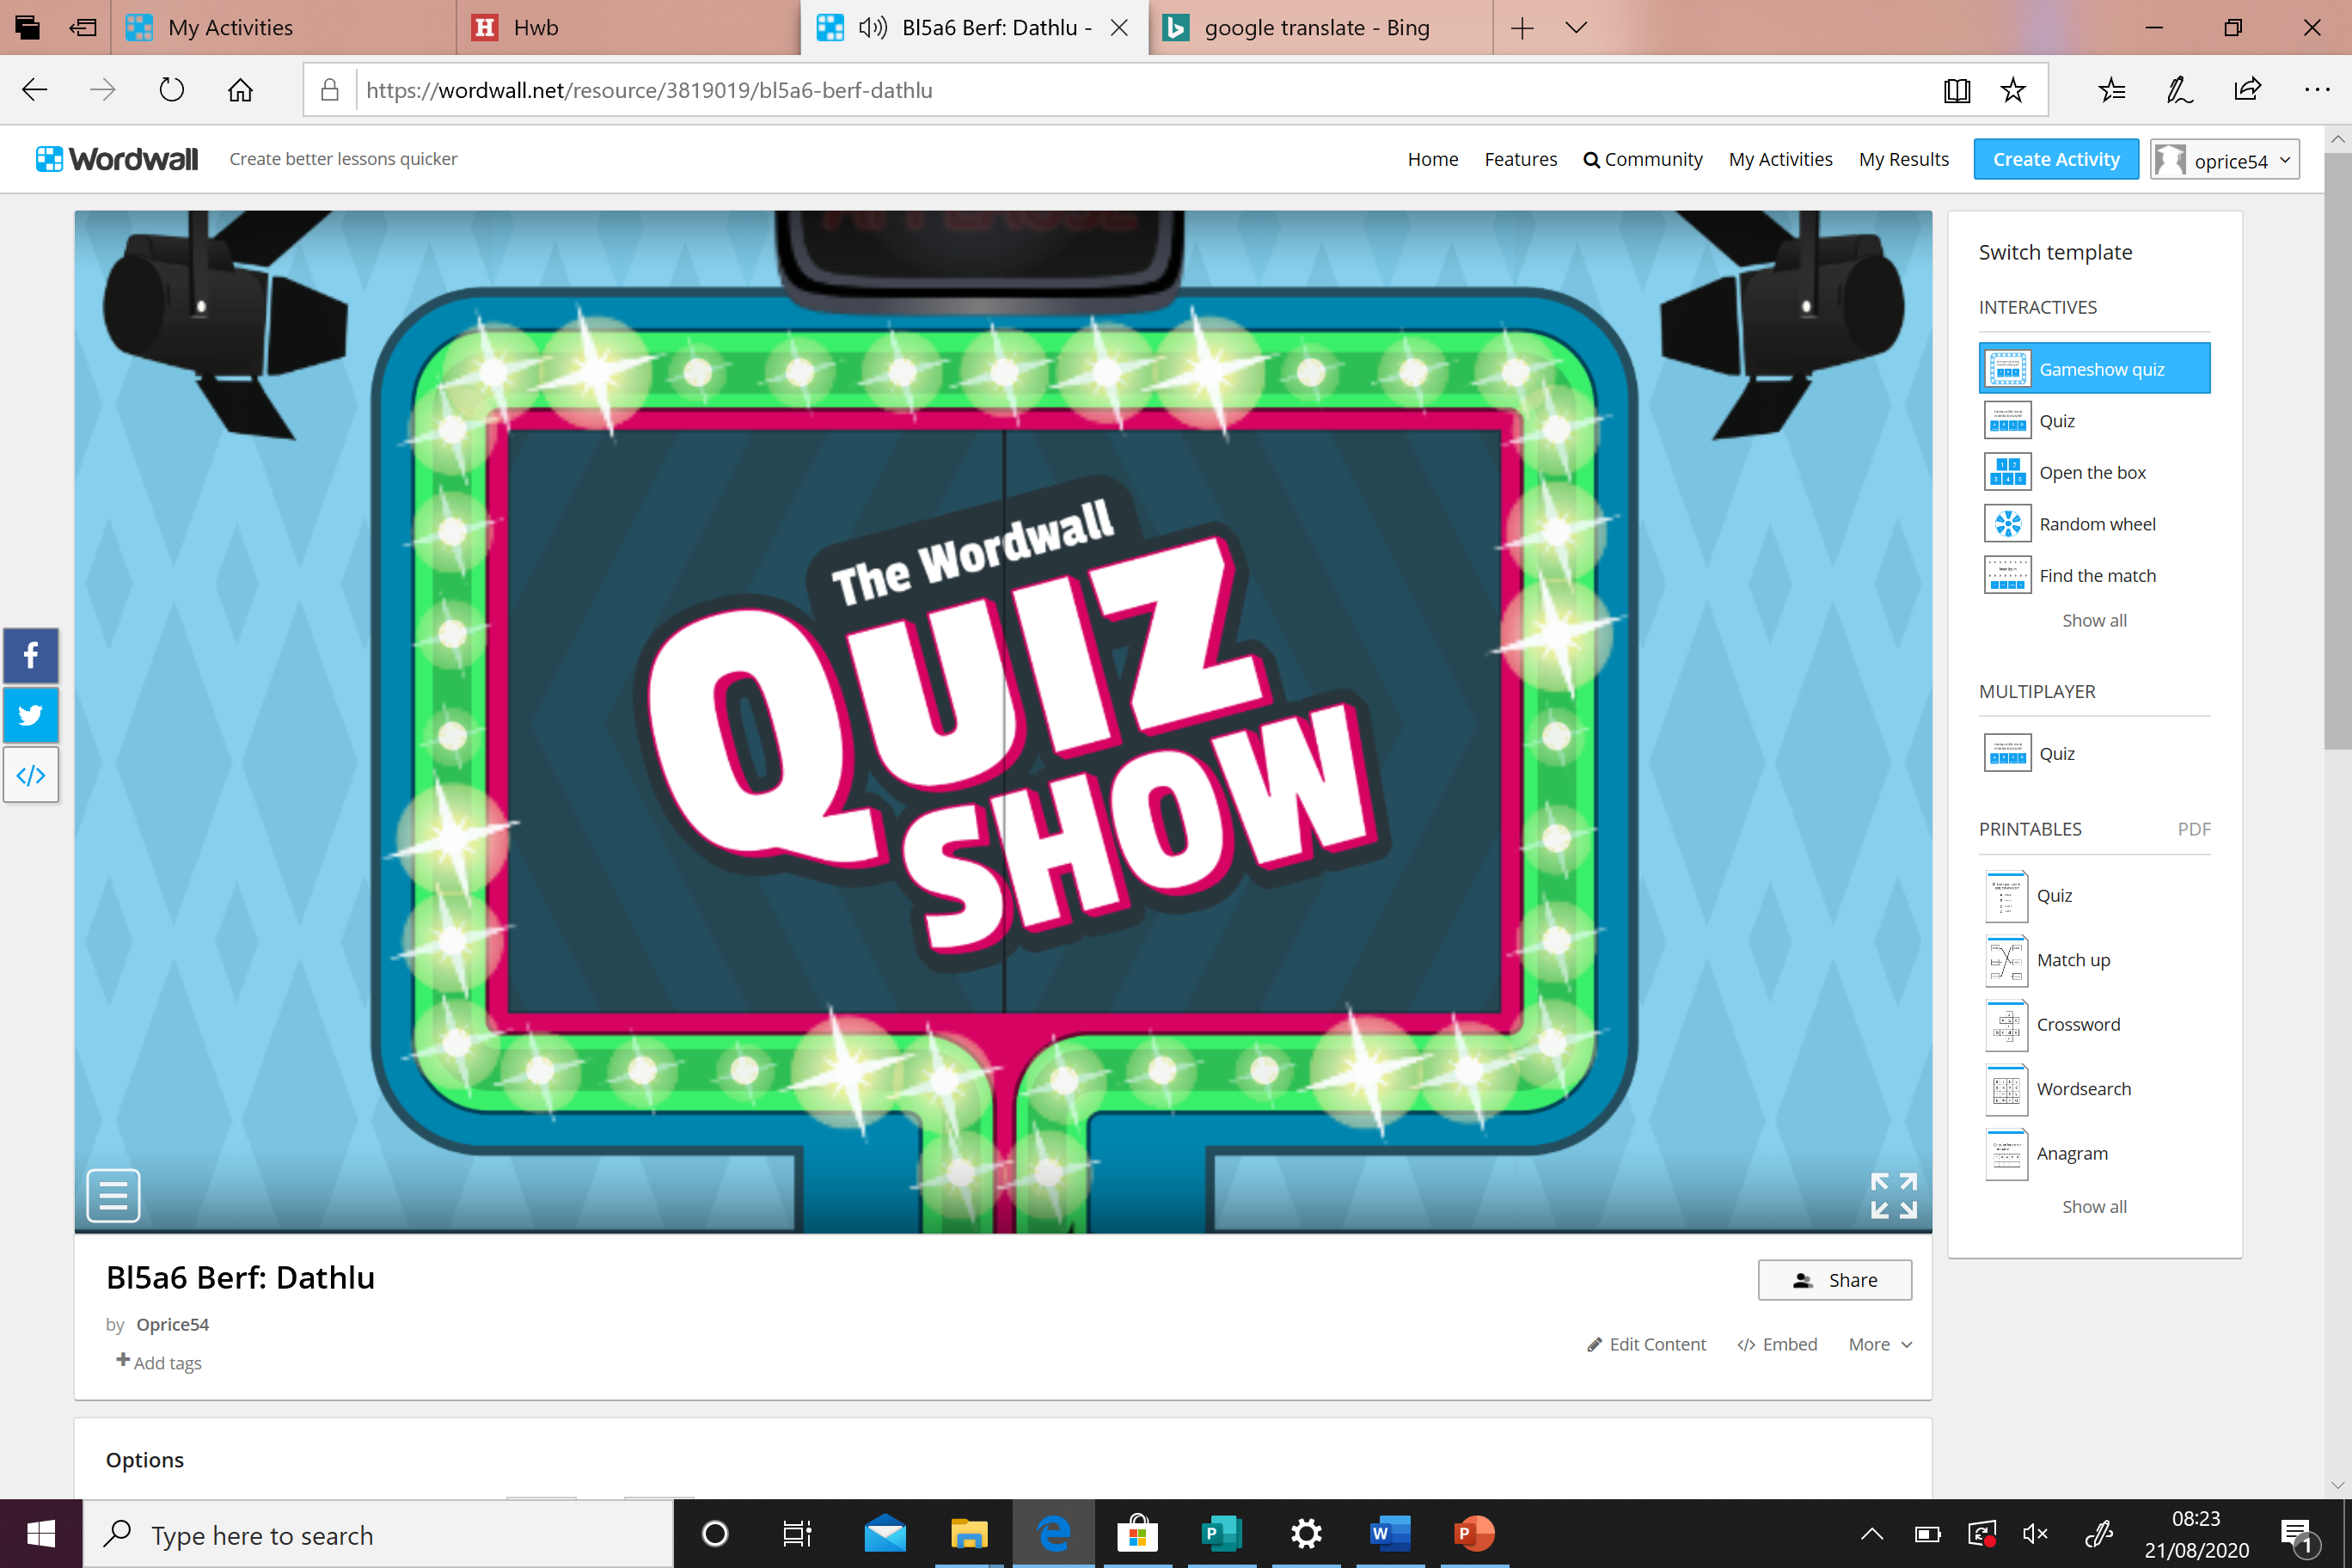 My Activities
Hwb
Bl5a6 Berf: Dathlu -
google translate - Bing
https://wordwall.net/resource/3819019/bl5a6-berf-dathlu
Wordwall
Create better lessons quicker
Home
Features
Community
My Activities
My Results
Create Activity
oprice54
The Wordwall
QUIZ
SHOW
Switch template
INTERACTIVES
Gameshow quiz
Quiz
Open the box
Random wheel
Find the match
Show all
MULTIPLAYER
Quiz
PRINTABLES PDF
Quiz
Match up
Crossword
Wordsearch
Anagram
Show all
Bl5a6 Berf: Dathlu
Share
by Oprice54
Edit Content
Embed
More
Add tags
Options
Type here to search
08:23
21/08/2020
1